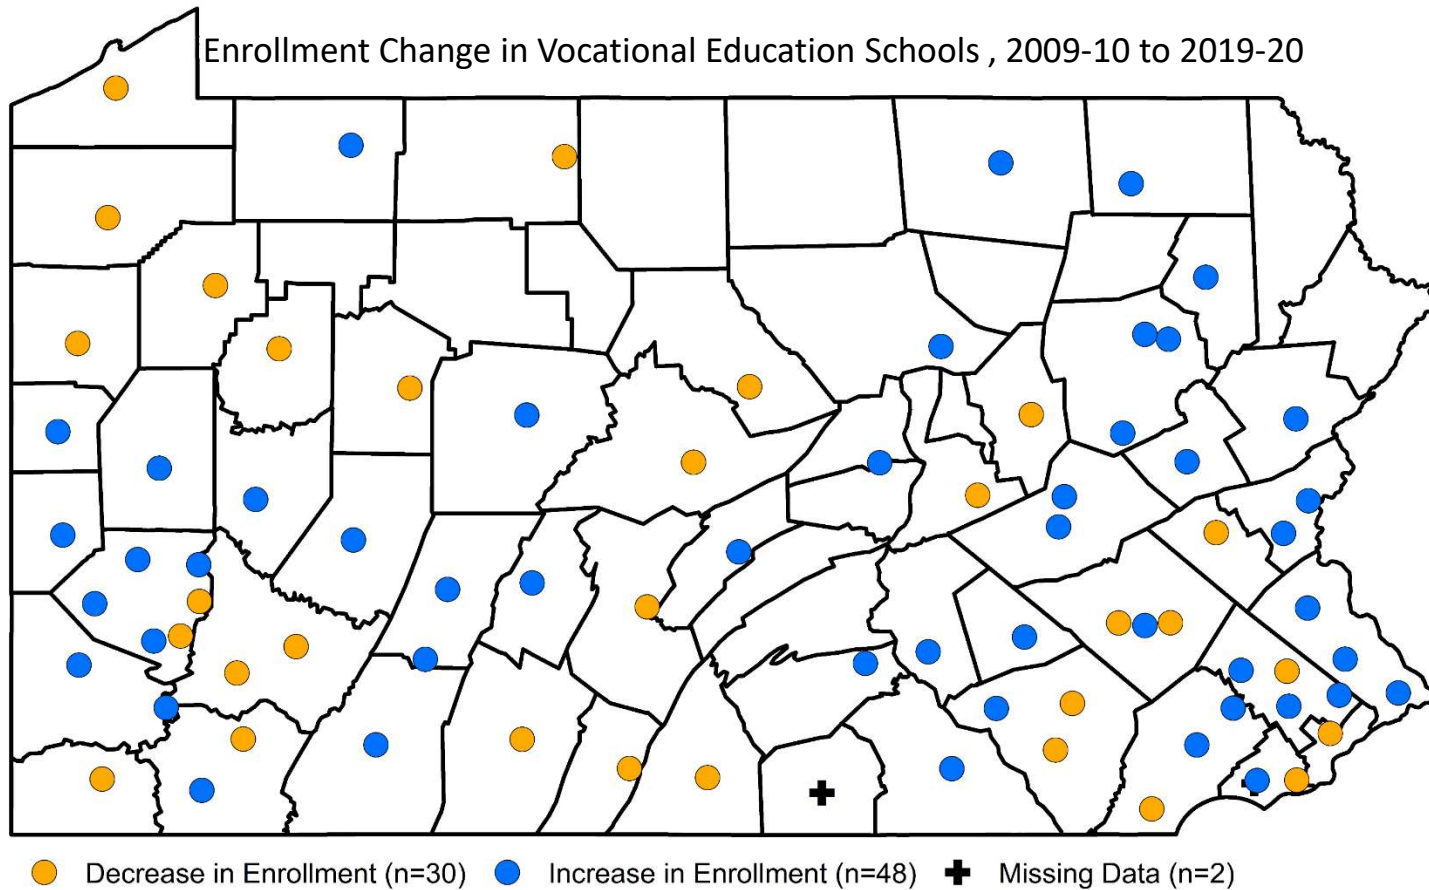 Enrollment Change in Vocational Education Schools , 2009-10 to 2019-20
Decrease in Enrollment (n=30) Increase in Enrollment (n=48) Missing Data (n=2)